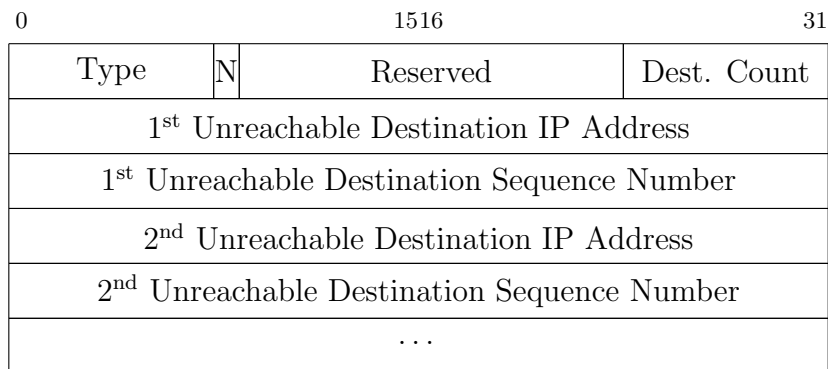 0 1516 31
Type N Reserved Dest. Count
1st Unreachable Destination IP Address
1st Unreachable Destination Sequence Number
2nd Unreachable Destination IP Address
2nd Unreachable Destination Sequence Number
...